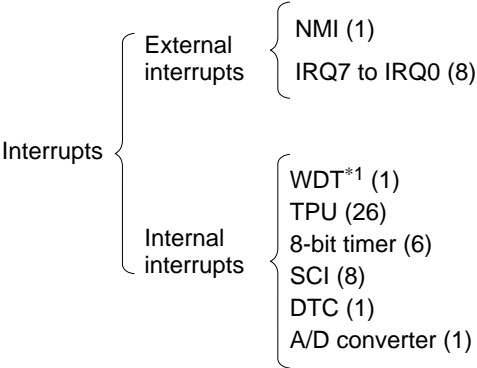 Interrupts
External
interrupts
NMI (1)
IRQ7 to IRQ0 (8)
Internal
interrupts
WDT*1 (1)
TPU (26)
8-bit timer (6)
SCI (8)
DTC (1)
A/D converter (1)